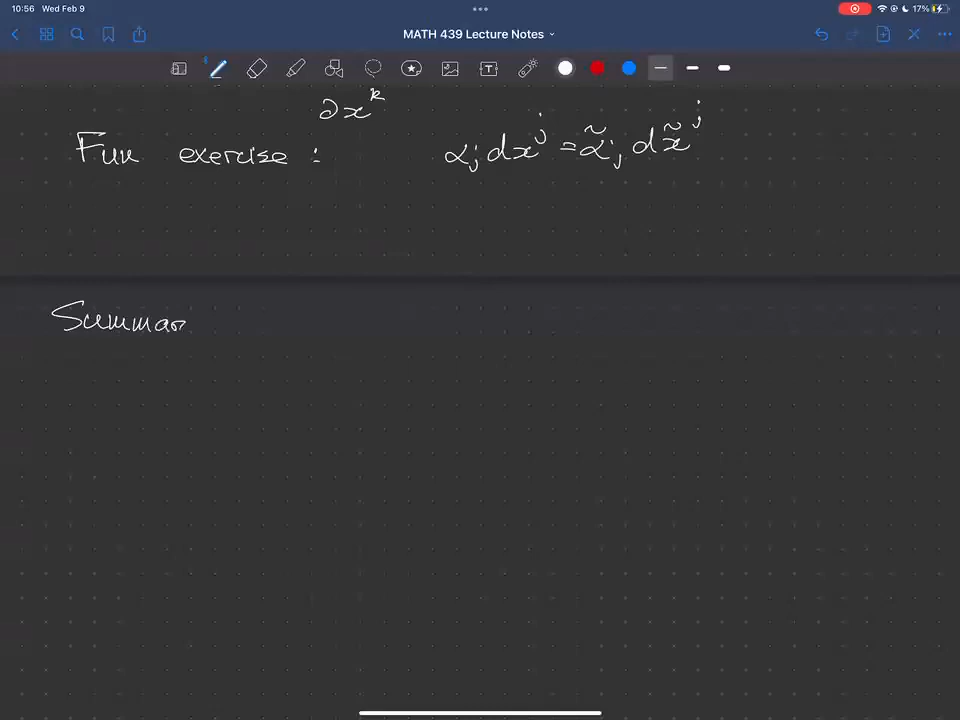 10:56 Wed Feb 9
17%
MATH 439 Lecture Notes
∂x^k
Fun exercise : α_j dx^j = α̃_j dx̃^j
Summar